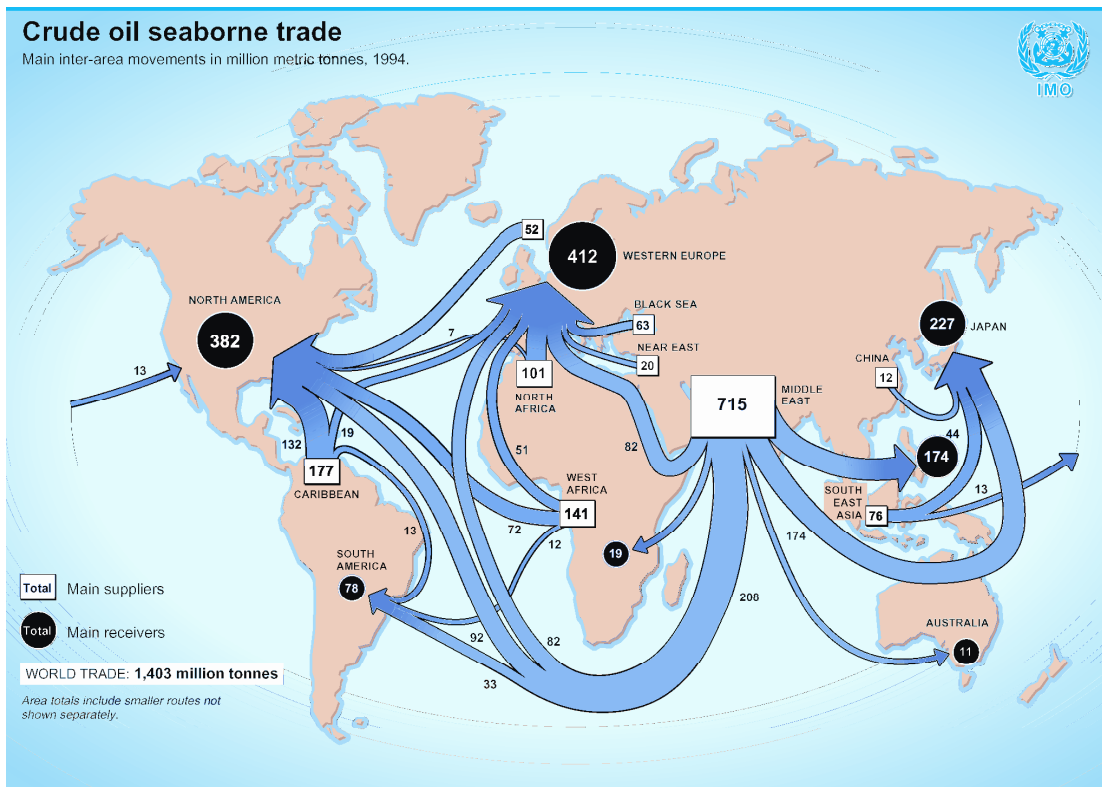 Crude oil seaborne trade
Main inter-area movements in million metric tonnes, 1994.
IMO
52
412
WESTERN EUROPE
NORTH AMERICA
382
BLACK SEA
63
7
NEAR EAST
20
227
JAPAN
CHINA
12
13
101
NORTH
AFRICA
715
MIDDLE
EAST
132
19
51
82
44
174
177
CARIBBEAN
WEST
AFRICA
141
SOUTH
EAST
ASIA
76
13
13
72
12
174
SOUTH
AMERICA
78
19
Total
Main suppliers
208
AUSTRALIA
11
Total
Main receivers
92
82
33
WORLD TRADE: 1,403 million tonnes
Area totals include smaller routes not
shown separately.